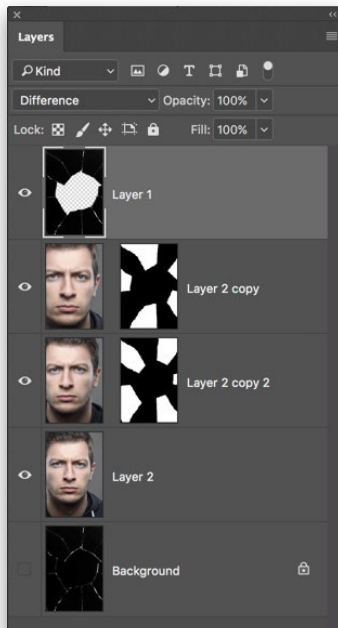 Layers
Kind
Difference Opacity: 100%
Lock: Fill: 100%
Layer 1
Layer 2 copy
Layer 2 copy 2
Layer 2
Background